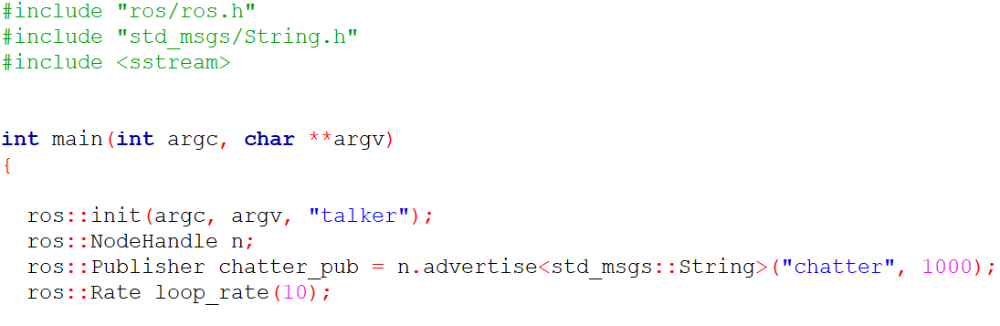 #include "ros/ros.h"
#include "std_msgs/String.h"
#include <sstream>
int main(int argc, char **argv)
{
ros::init(argc, argv, "talker");
ros::NodeHandle n;
ros::Publisher chatter_pub = n.advertise<std_msgs::String>("chatter", 1000);
ros::Rate loop_rate(10);